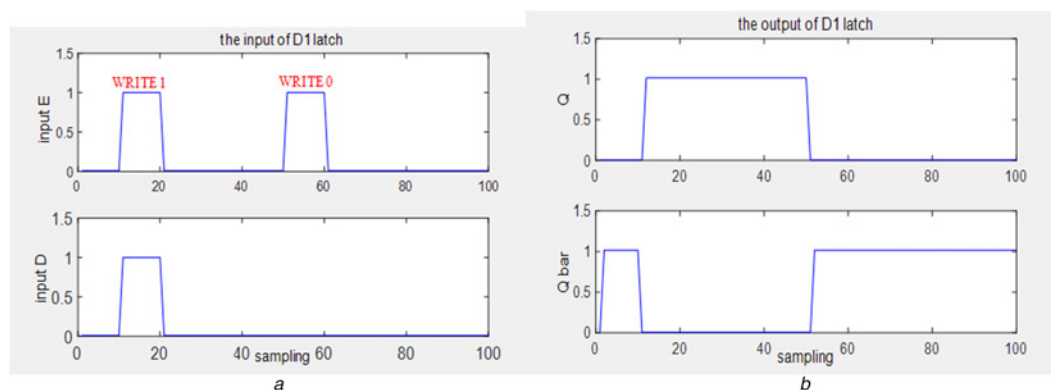 the input of D1 latch
1.5
WRITE 1 WRITE 0
1
input E
0.5
0
0 20 40 60 80 100
1.5
1
input D
0.5
0
0 20 40 60 80 100
sampling
a
the output of D1 latch
1.5
1
Q
0.5
0
0 20 40 60 80 100
1.5
1
Q bar
0.5
0
0 20 40 60 80 100
sampling
b